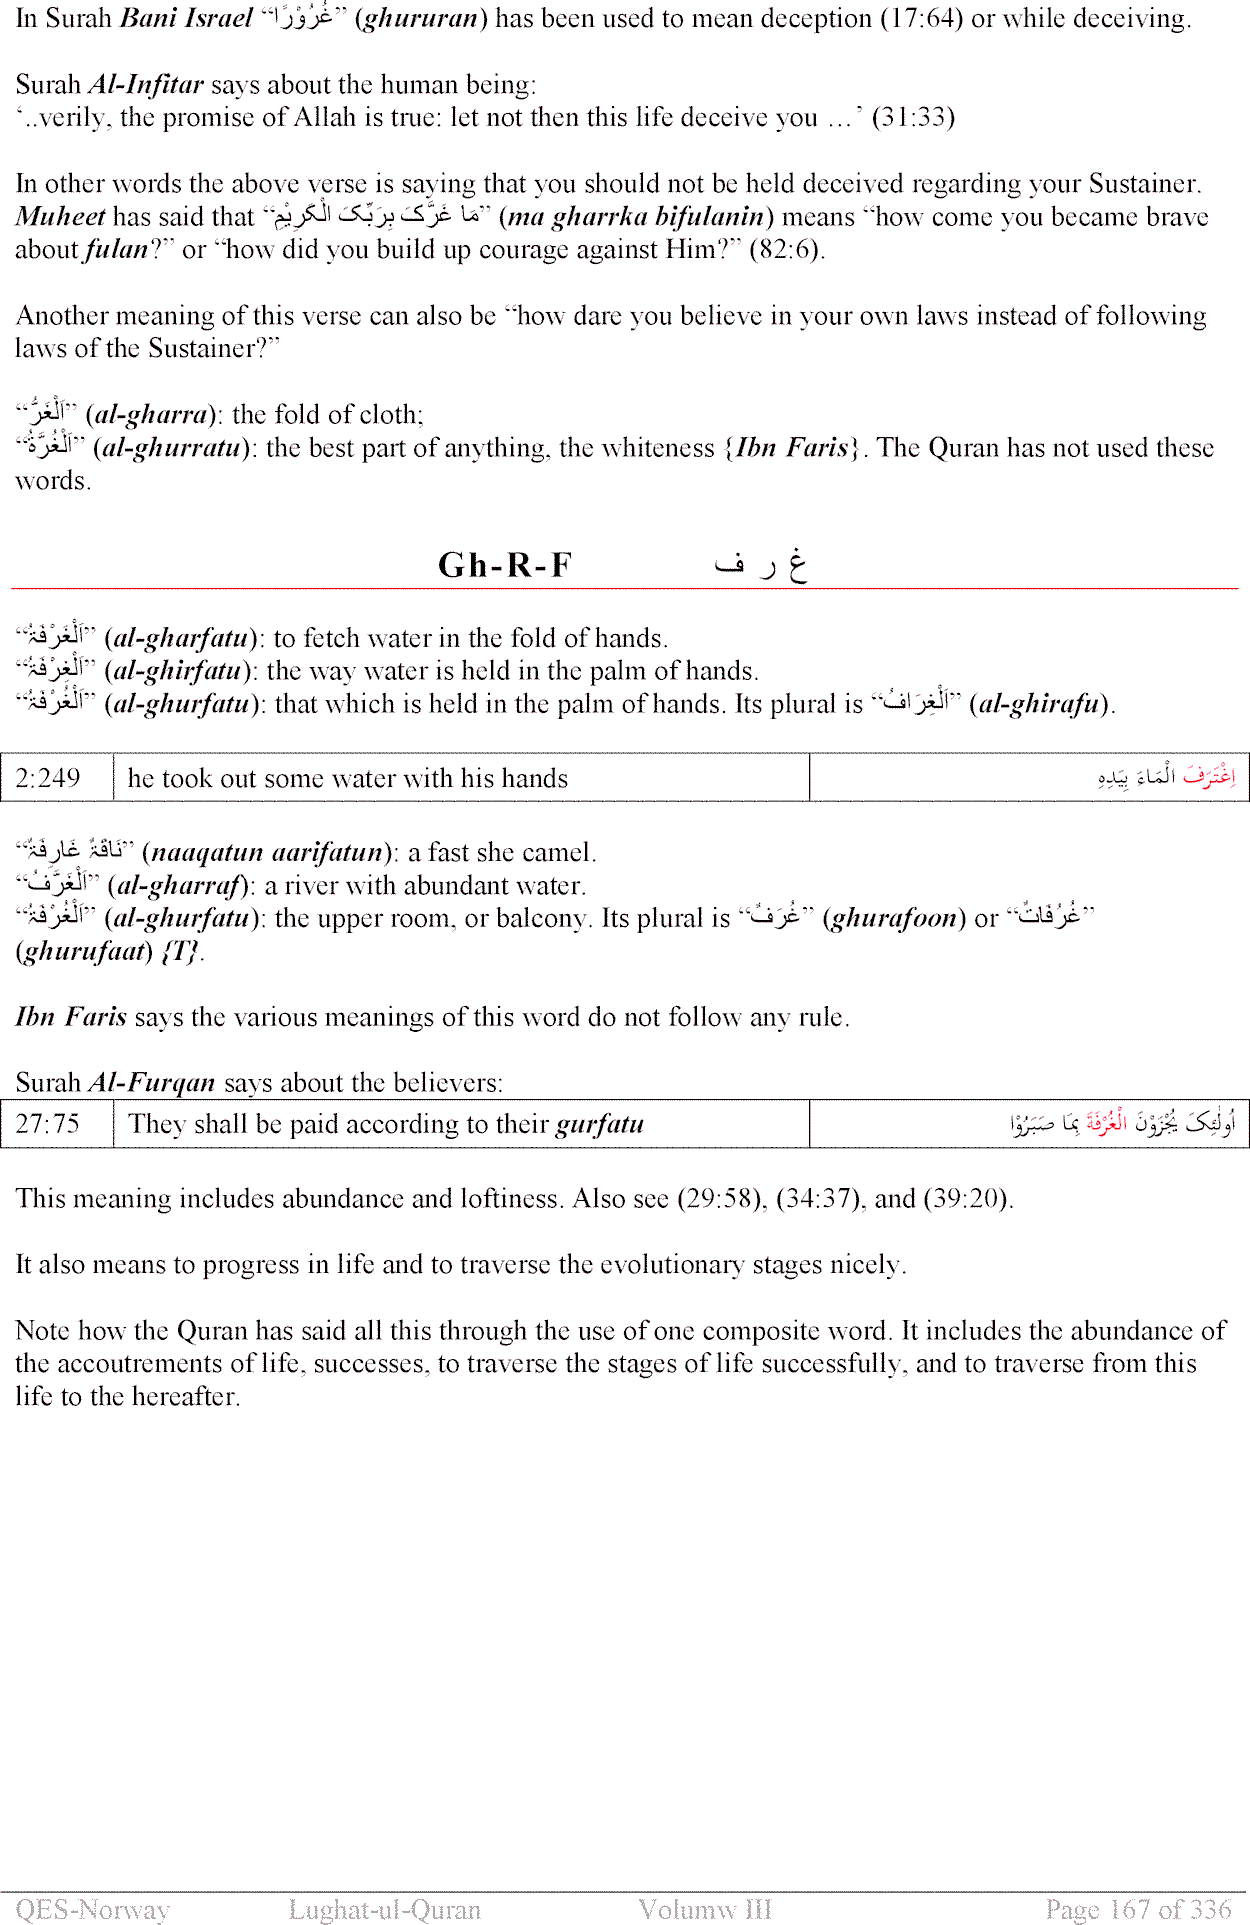 In Surah Bani Israel “غُرُوْرًا” (ghururan) has been used to mean deception (17:64) or while deceiving.
Surah Al-Infitar says about the human being:
‘..verily, the promise of Allah is true: let not then this life deceive you …’ (31:33)
In other words the above verse is saying that you should not be held deceived regarding your Sustainer.
Muheet has said that “مَا غَرَّکَ بِرَبِّکَ الْکَرِيْمِ” (ma gharrka bifulanin) means “how come you became brave
about fulan?” or “how did you build up courage against Him?” (82:6).
Another meaning of this verse can also be “how dare you believe in your own laws instead of following
laws of the Sustainer?”
“اَلْغَرُّ” (al-gharra): the fold of cloth;
“اَلْغُرَّةُ” (al-ghurratu): the best part of anything, the whiteness {Ibn Faris}. The Quran has not used these
words.
Gh-R-F غ ر ف
“اَلْغَرْفَۃُ” (al-gharfatu): to fetch water in the fold of hands.
“اَلْغِرْفَۃُ” (al-ghirfatu): the way water is held in the palm of hands.
“اَلْغُرْفَۃُ” (al-ghurfatu): that which is held in the palm of hands. Its plural is “اَلْغِرَافُ” (al-ghirafu).
2:249 he took out some water with his hands اِغْتَرَفَ الْمَاءَ بِيَدِهِ
“نَاقَۃٌ غَارِفَۃٌ” (naaqatun aarifatun): a fast she camel.
“اَلْغَرَّفُ” (al-gharraf): a river with abundant water.
“اَلْغُرْفَۃُ” (al-ghurfatu): the upper room, or balcony. Its plural is “غُرَفٌ” (ghurafoon) or “غُرُفَاتٌ”
(ghurufaat) {T}.
Ibn Faris says the various meanings of this word do not follow any rule.
Surah Al-Furqan says about the believers:
27:75 They shall be paid according to their gurfatu اُولٰئِکَ يُجْزَوْنَ الْغُرْفَةَ بِمَا صَبَرُوْا
This meaning includes abundance and loftiness. Also see (29:58), (34:37), and (39:20).
It also means to progress in life and to traverse the evolutionary stages nicely.
Note how the Quran has said all this through the use of one composite word. It includes the abundance of
the accoutrements of life, successes, to traverse the stages of life successfully, and to traverse from this
life to the hereafter.
QES-Norway Lughat-ul-Quran Volumw III Page 167 of 336